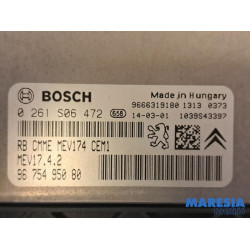 BOSCH
Made in Hungary
9666319180 1313 0373
0 261 S06 472 658 14-03-01 1039S43397
RB CMME MEV174 CEM1
MEV17.4.2
96 754 950 80
MARESIA